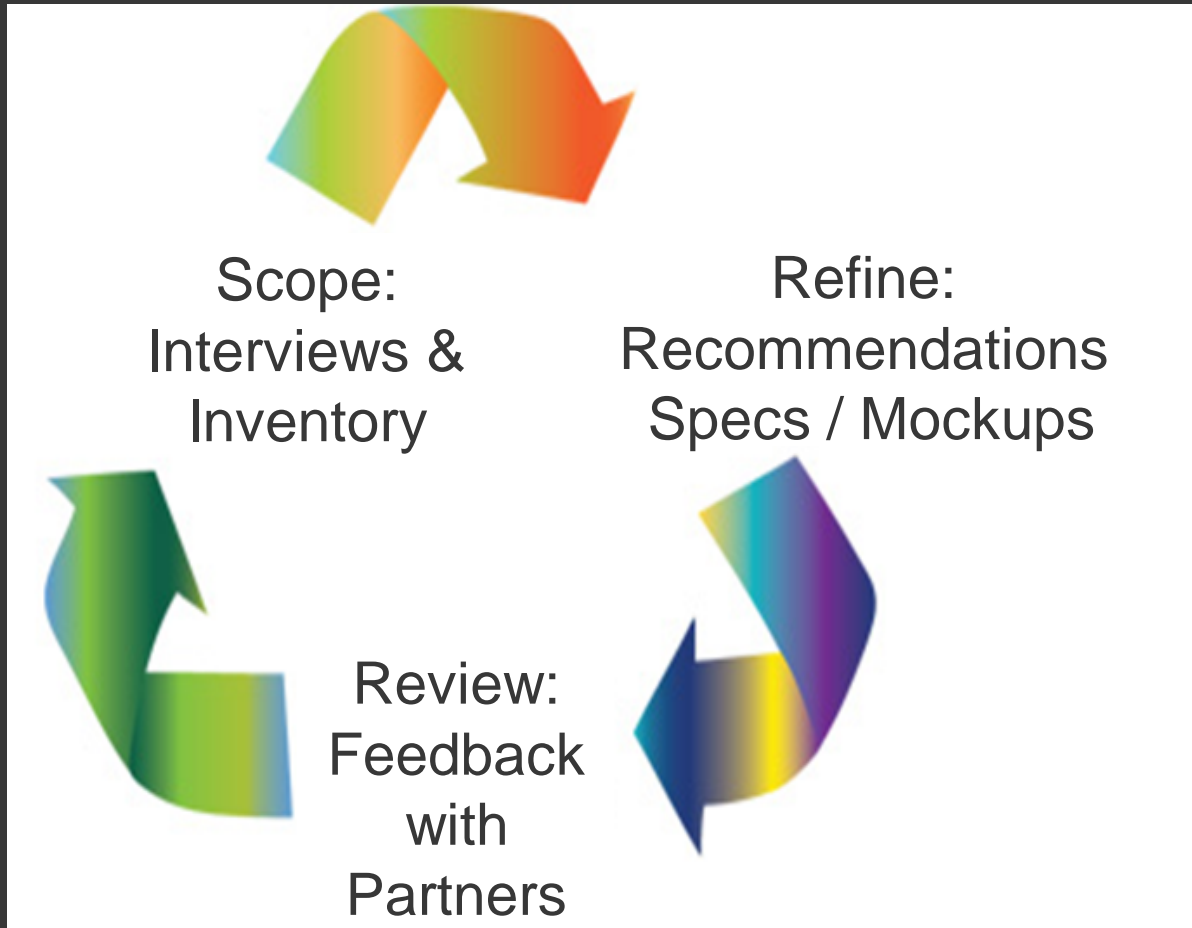 Scope:
Interviews &
Inventory
Refine:
Recommendations
Specs / Mockups
Review:
Feedback
with
Partners